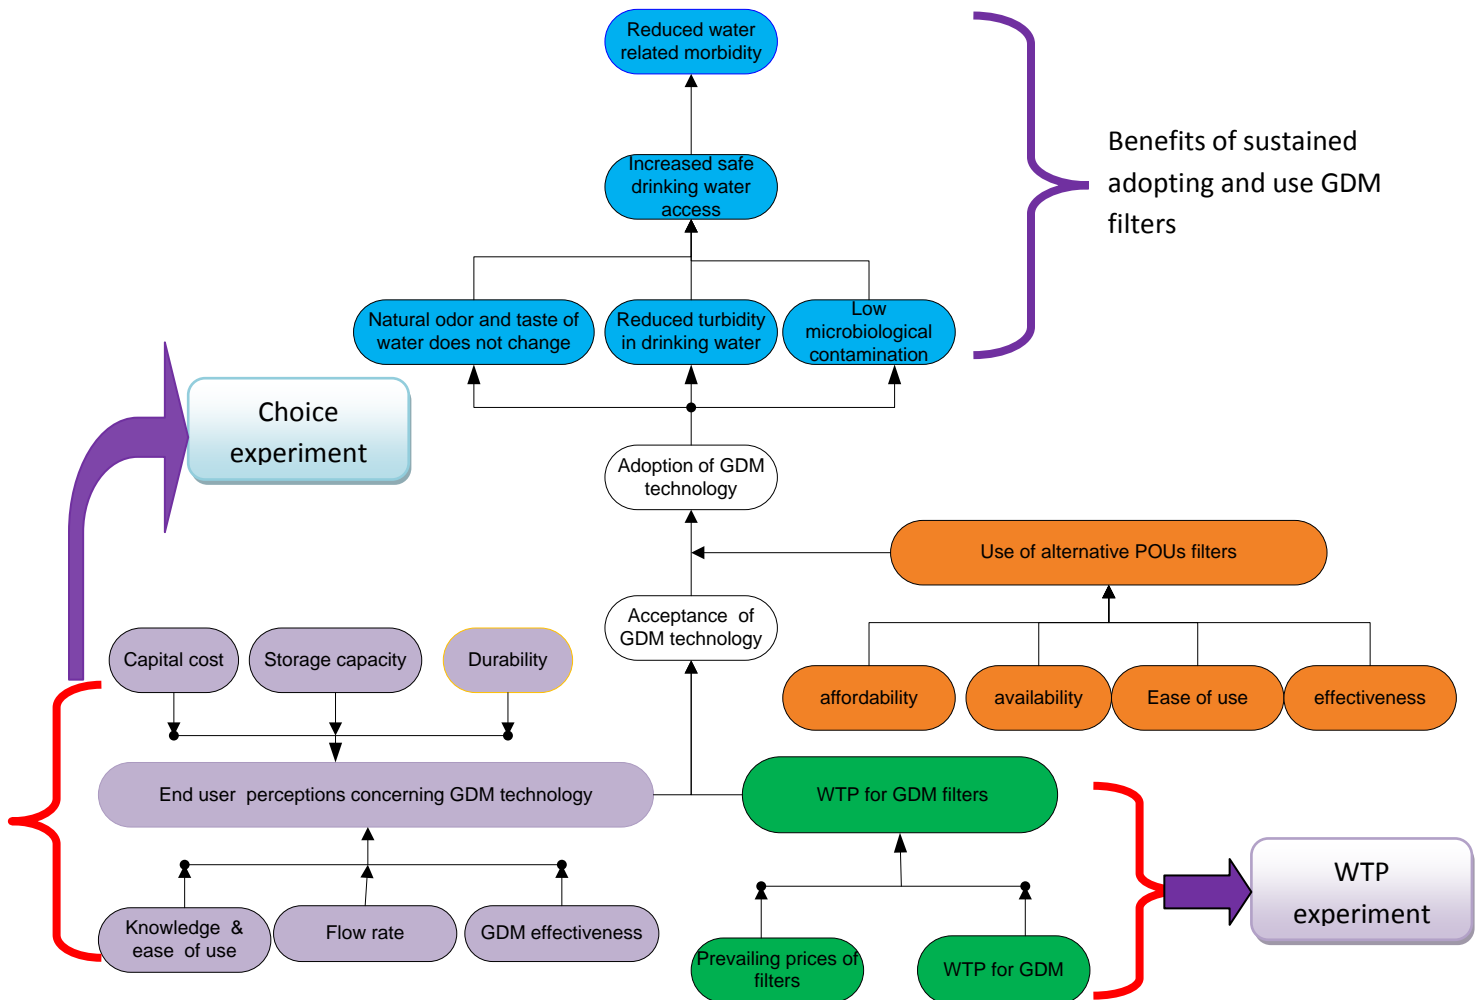 Reduced water
related morbidity
Benefits of sustained
adopting and use GDM
filters
Increased safe
drinking water
access
Natural odor and taste of
water does not change
Reduced turbidity
in drinking water
Low
microbiological
contamination
Choice
experiment
Adoption of GDM
technology
Use of alternative POUs filters
Acceptance of
GDM technology
Capital cost
Storage capacity
Durability
affordability
availability
Ease of use
effectiveness
End user perceptions concerning GDM technology
WTP for GDM filters
WTP
experiment
Knowledge &
ease of use
Flow rate
GDM effectiveness
Prevailing prices of
filters
WTP for GDM